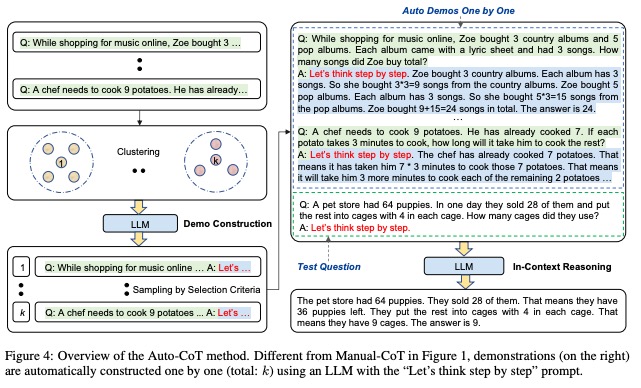 Q: While shopping for music online, Zoe bought 3 ...
Q: A chef needs to cook 9 potatoes. He has already...
Clustering
1
k
LLM
Demo Construction
1
Q: While shopping for music online ... A: Let's ...
Sampling by Selection Criteria
k
Q: A chef needs to cook 9 potatoes ... A: Let's ...
Auto Demos One by One
Q: While shopping for music online, Zoe bought 3 country albums and 5
pop albums. Each album came with a lyric sheet and had 3 songs. How
many songs did Zoe buy total?
A: Let's think step by step. Zoe bought 3 country albums. Each album has 3
songs. So she bought 3*3=9 songs from the country albums. Zoe bought 5
pop albums. Each album has 3 songs. So she bought 5*3=15 songs from
the pop albums. Zoe bought 9+15=24 songs in total. The answer is 24.
...
Q: A chef needs to cook 9 potatoes. He has already cooked 7. If each
potato takes 3 minutes to cook, how long will it take him to cook the rest?
A: Let's think step by step. The chef has already cooked 7 potatoes. That
means it has taken him 7 * 3 minutes to cook those 7 potatoes. That means
it will take him 3 more minutes to cook each of the remaining 2 potatoes ...
Q: A pet store had 64 puppies. In one day they sold 28 of them and put
the rest into cages with 4 in each cage. How many cages did they use?
A: Let's think step by step.
Test Question
LLM
In-Context Reasoning
The pet store had 64 puppies. They sold 28 of them. That means they have
36 puppies left. They put the rest into cages with 4 in each cage. That
means they have 9 cages. The answer is 9.
Figure 4: Overview of the Auto-CoT method. Different from Manual-CoT in Figure 1, demonstrations (on the right)
are automatically constructed one by one (total: k) using an LLM with the "Let's think step by step" prompt.